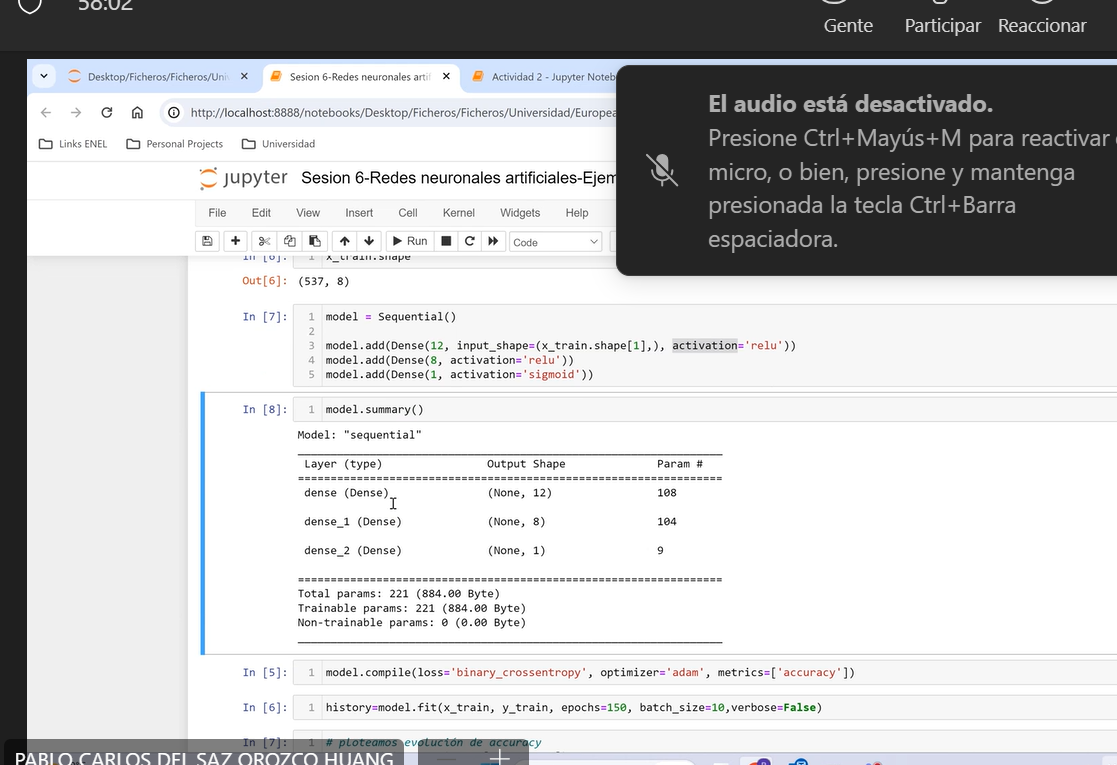 58:02
Gente Participar Reaccionar
Desktop/Ficheros/Ficheros/Uni
Sesion 6-Redes neuronales artif
Actividad 2 - Jupyter Noteb
El audio está desactivado.
Presione Ctrl+Mayús+M para reactivar
micro, o bien, presione y mantenga
presionada la tecla Ctrl+Barra
espaciadora.
http://localhost:8888/notebooks/Desktop/Ficheros/Ficheros/Universidad/Europea
Links ENEL Personal Projects Universidad
jupyter Sesion 6-Redes neuronales artificiales-Ejem
File Edit View Insert Cell Kernel Widgets Help
Run Code
In [6]: 1 x_train.shape
Out[6]: (537, 8)
In [7]: 1 model = Sequential()
2
3 model.add(Dense(12, input_shape=(x_train.shape[1],), activation='relu'))
4 model.add(Dense(8, activation='relu'))
5 model.add(Dense(1, activation='sigmoid'))
In [8]: 1 model.summary()
Model: "sequential"
Layer (type) Output Shape Param #
=================================================================
dense (Dense) (None, 12) 108
dense_1 (Dense) (None, 8) 104
dense_2 (Dense) (None, 1) 9
=================================================================
Total params: 221 (884.00 Byte)
Trainable params: 221 (884.00 Byte)
Non-trainable params: 0 (0.00 Byte)
In [5]: 1 model.compile(loss='binary_crossentropy', optimizer='adam', metrics=['accuracy'])
In [6]: 1 history=model.fit(x_train, y_train, epochs=150, batch_size=10,verbose=False)
In [7]: 1 # ploteamos evolución de accuracy
PABLO CARLOS DEL SAZ OROZCO HUANG